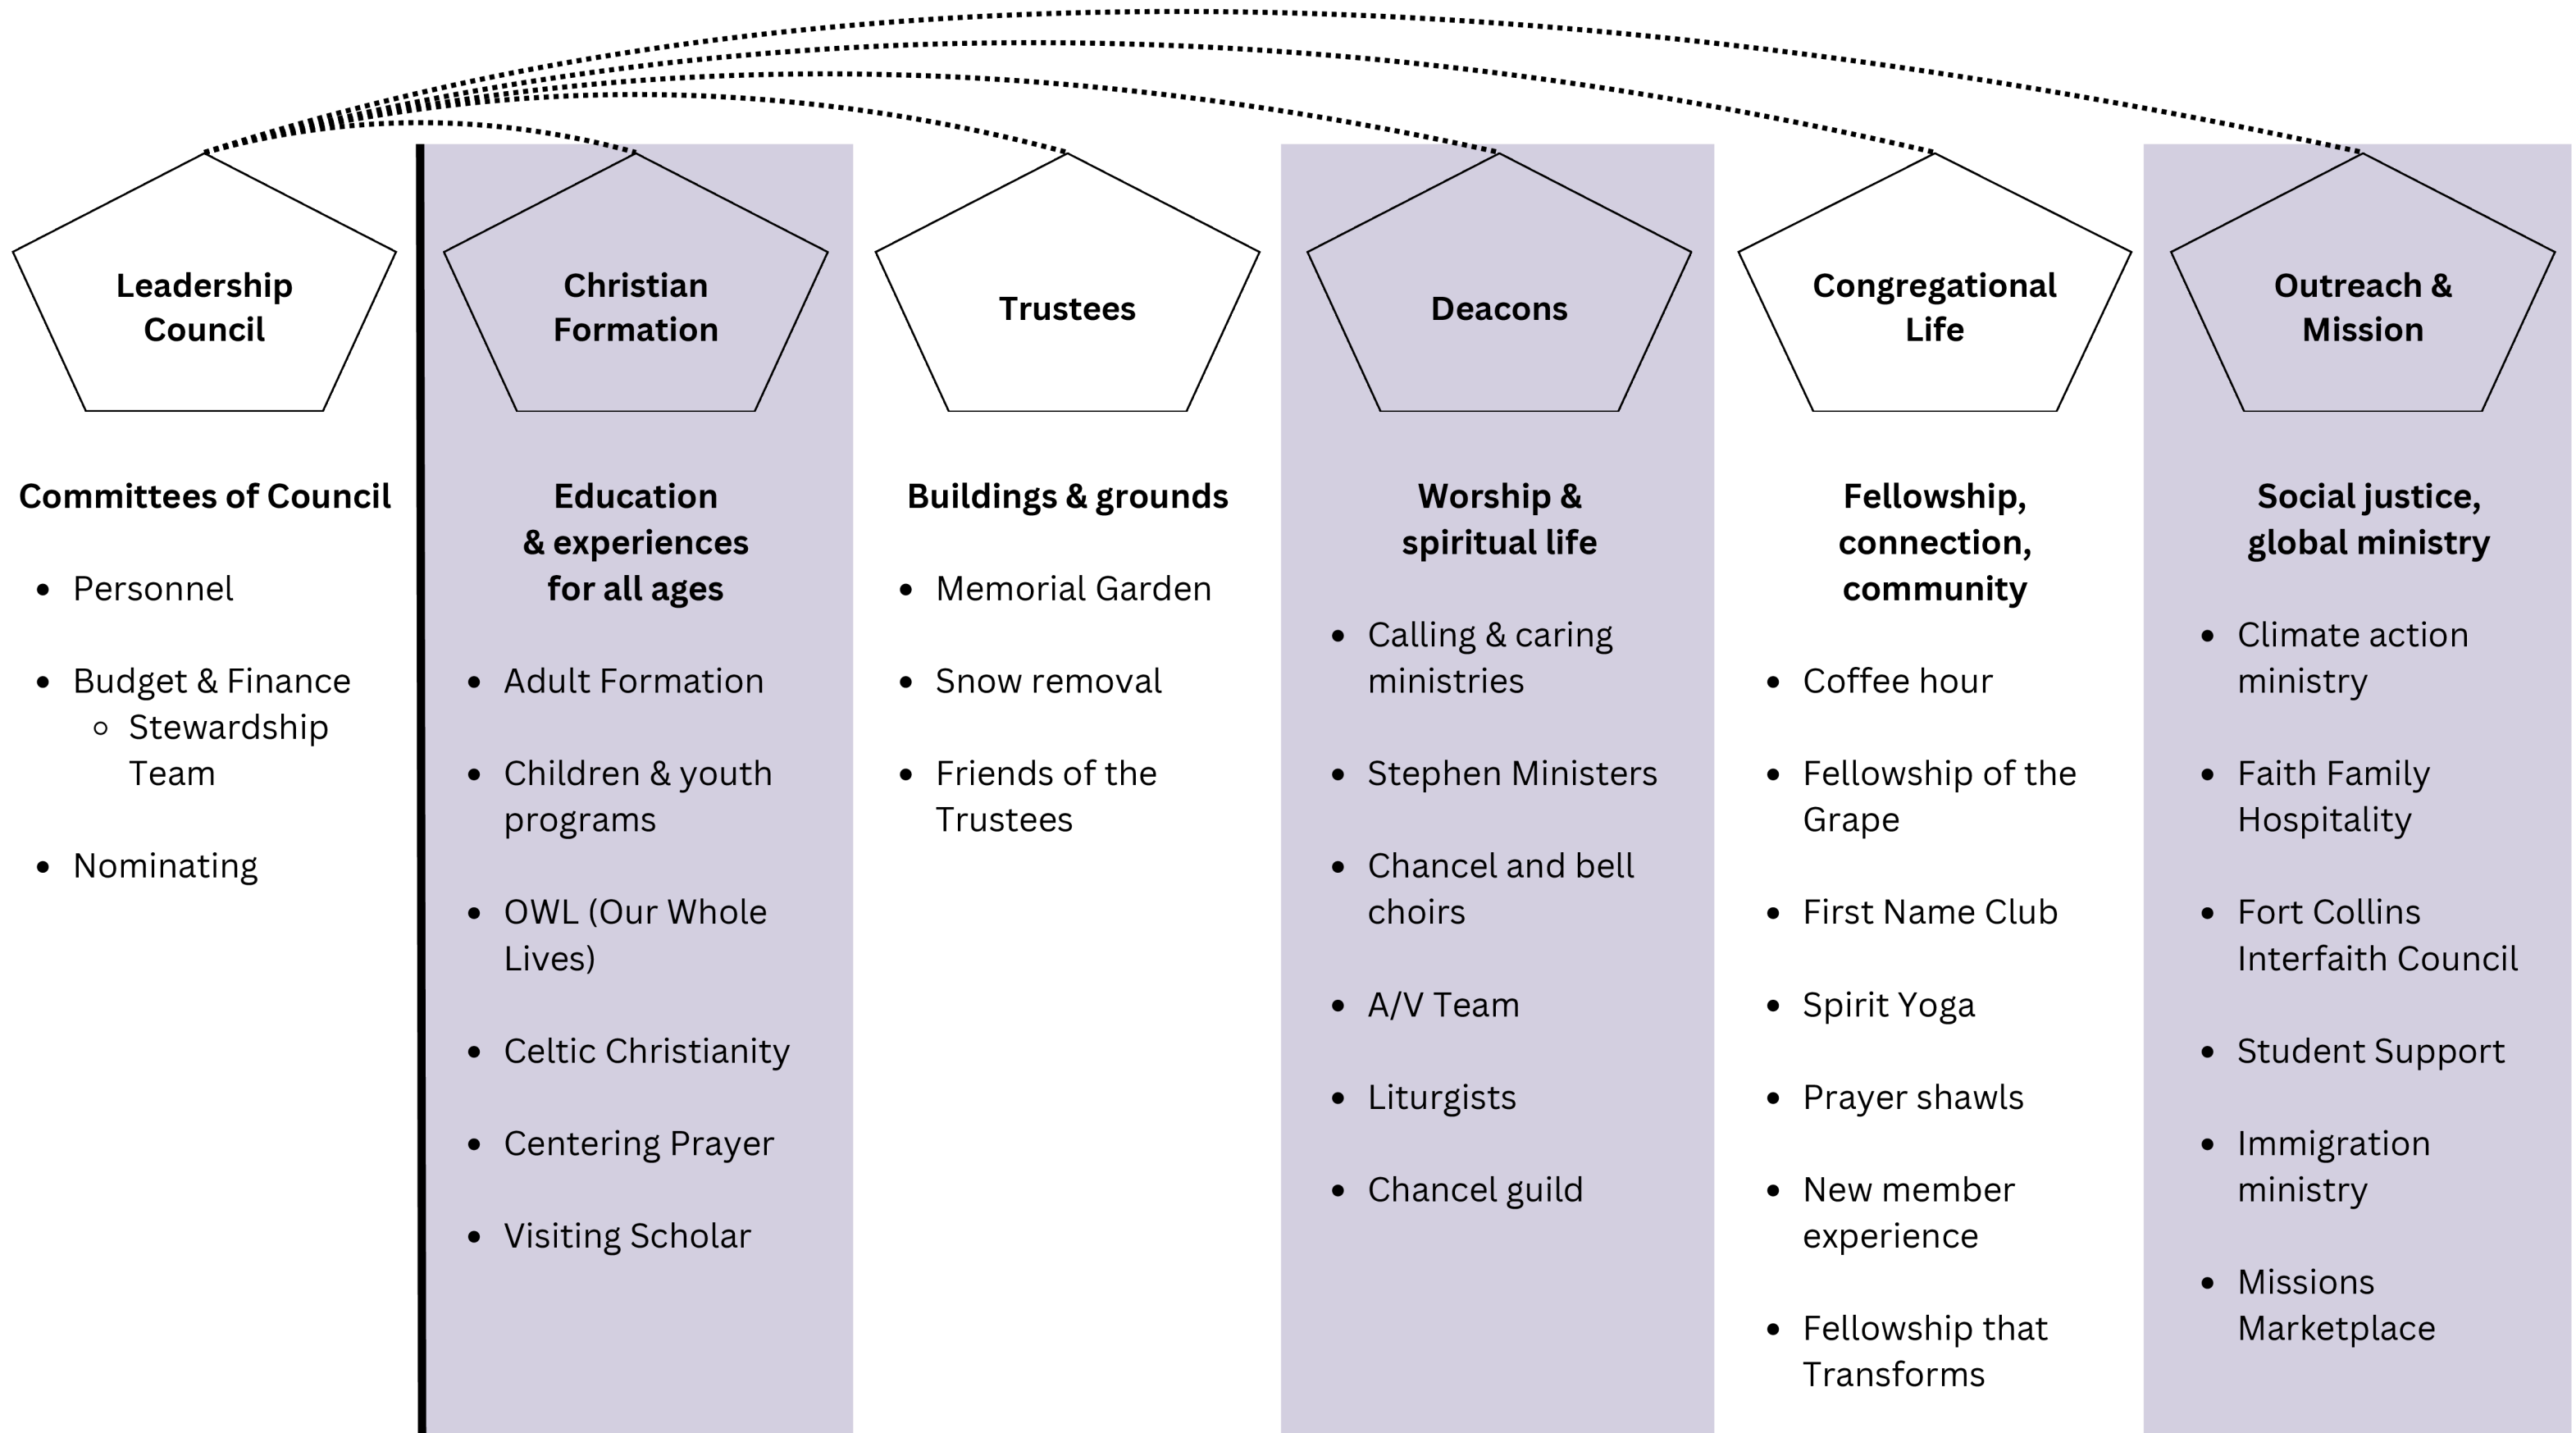 Leadership
Council
Christian
Formation
Trustees
Deacons
Congregational
Life
Outreach &
Mission
Committees of Council
• Personnel
• Budget & Finance
◦ Stewardship
Team
• Nominating
Education
& experiences
for all ages
• Adult Formation
• Children & youth
programs
• OWL (Our Whole
Lives)
• Celtic Christianity
• Centering Prayer
• Visiting Scholar
Buildings & grounds
• Memorial Garden
• Snow removal
• Friends of the
Trustees
Worship &
spiritual life
• Calling & caring
ministries
• Stephen Ministers
• Chancel and bell
choirs
• A/V Team
• Liturgists
• Chancel guild
Fellowship,
connection,
community
• Coffee hour
• Fellowship of the
Grape
• First Name Club
• Spirit Yoga
• Prayer shawls
• New member
experience
• Fellowship that
Transforms
Social justice,
global ministry
• Climate action
ministry
• Faith Family
Hospitality
• Fort Collins
Interfaith Council
• Student Support
• Immigration
ministry
• Missions
Marketplace